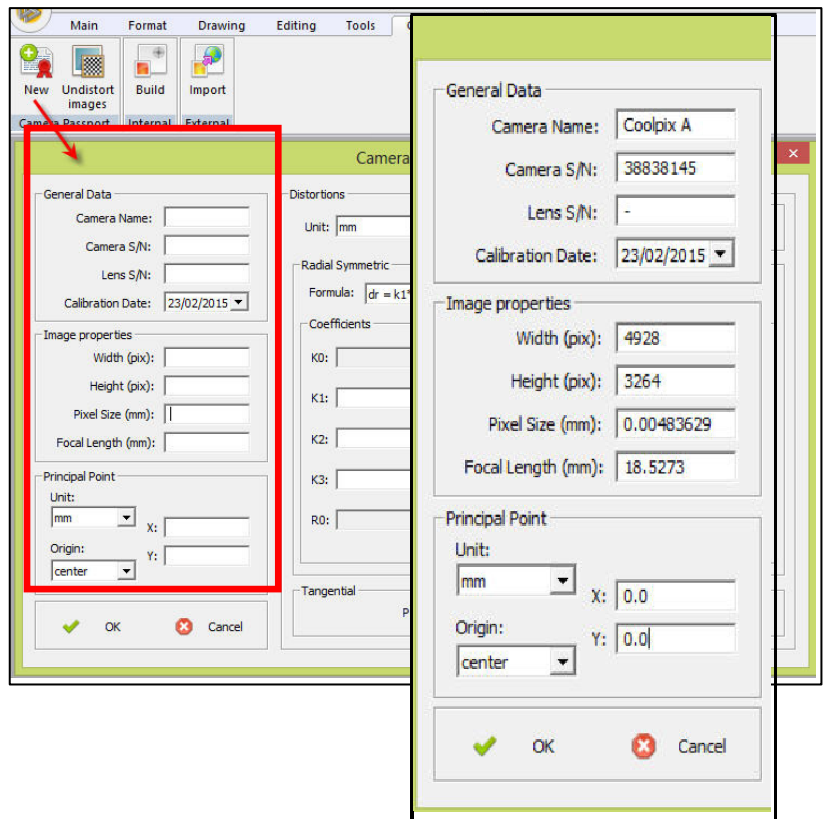 Main Format Drawing Editing Tools
New Undistort images Build Import
Camera Passport Internal External
Camera
General Data
Camera Name:
Camera S/N:
Lens S/N:
Calibration Date: 23/02/2015
Image properties
Width (pix):
Height (pix):
Pixel Size (mm):
Focal Length (mm):
Principal Point
Unit:
mm
X:
Origin:
Y:
center
OK Cancel
Distortions
Unit: mm
Radial Symmetric
Formula: dr = k1*
Coefficients
K0:
K1:
K2:
K3:
R0:
Tangential
P
General Data
Camera Name: Coolpix A
Camera S/N: 38838145
Lens S/N: -
Calibration Date: 23/02/2015
Image properties
Width (pix): 4928
Height (pix): 3264
Pixel Size (mm): 0.00483629
Focal Length (mm): 18.5273
Principal Point
Unit:
mm
X: 0.0
Origin:
Y: 0.0
center
OK Cancel